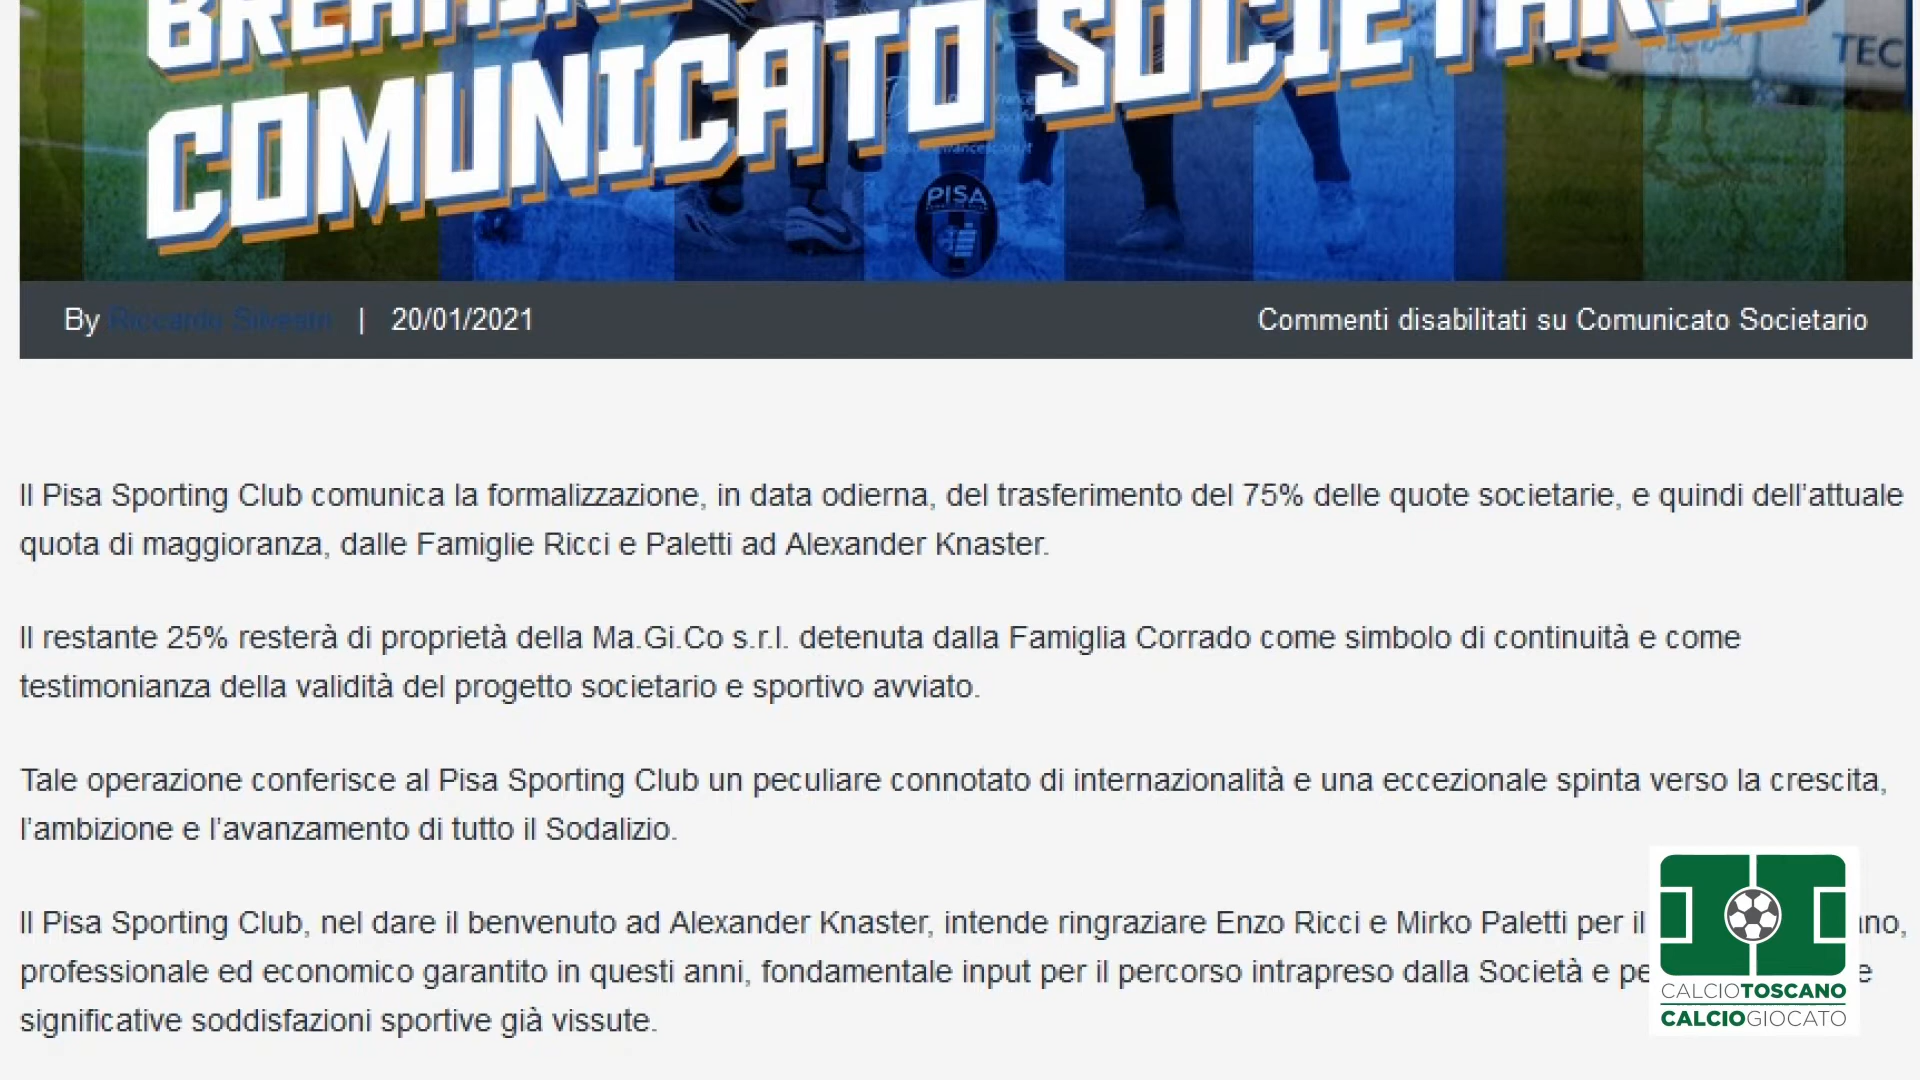 COMUNICATO SOCIETARIO
TEC
PISA
By Riccardo Silvestri | 20/01/2021
Commenti disabilitati su Comunicato Societario
Il Pisa Sporting Club comunica la formalizzazione, in data odierna, del trasferimento del 75% delle quote societarie, e quindi dell’attuale
quota di maggioranza, dalle Famiglie Ricci e Paletti ad Alexander Knaster.
Il restante 25% resterà di proprietà della Ma.Gi.Co s.r.l. detenuta dalla Famiglia Corrado come simbolo di continuità e come
testimonianza della validità del progetto societario e sportivo avviato.
Tale operazione conferisce al Pisa Sporting Club un peculiare connotato di internazionalità e una eccezionale spinta verso la crescita,
l’ambizione e l’avanzamento di tutto il Sodalizio.
Il Pisa Sporting Club, nel dare il benvenuto ad Alexander Knaster, intende ringraziare Enzo Ricci e Mirko Paletti per il
professionale ed economico garantito in questi anni, fondamentale input per il percorso intrapreso dalla Società e
significative soddisfazioni sportive già vissute.
CALCIOTOSCANO
CALCIOGIOCATO